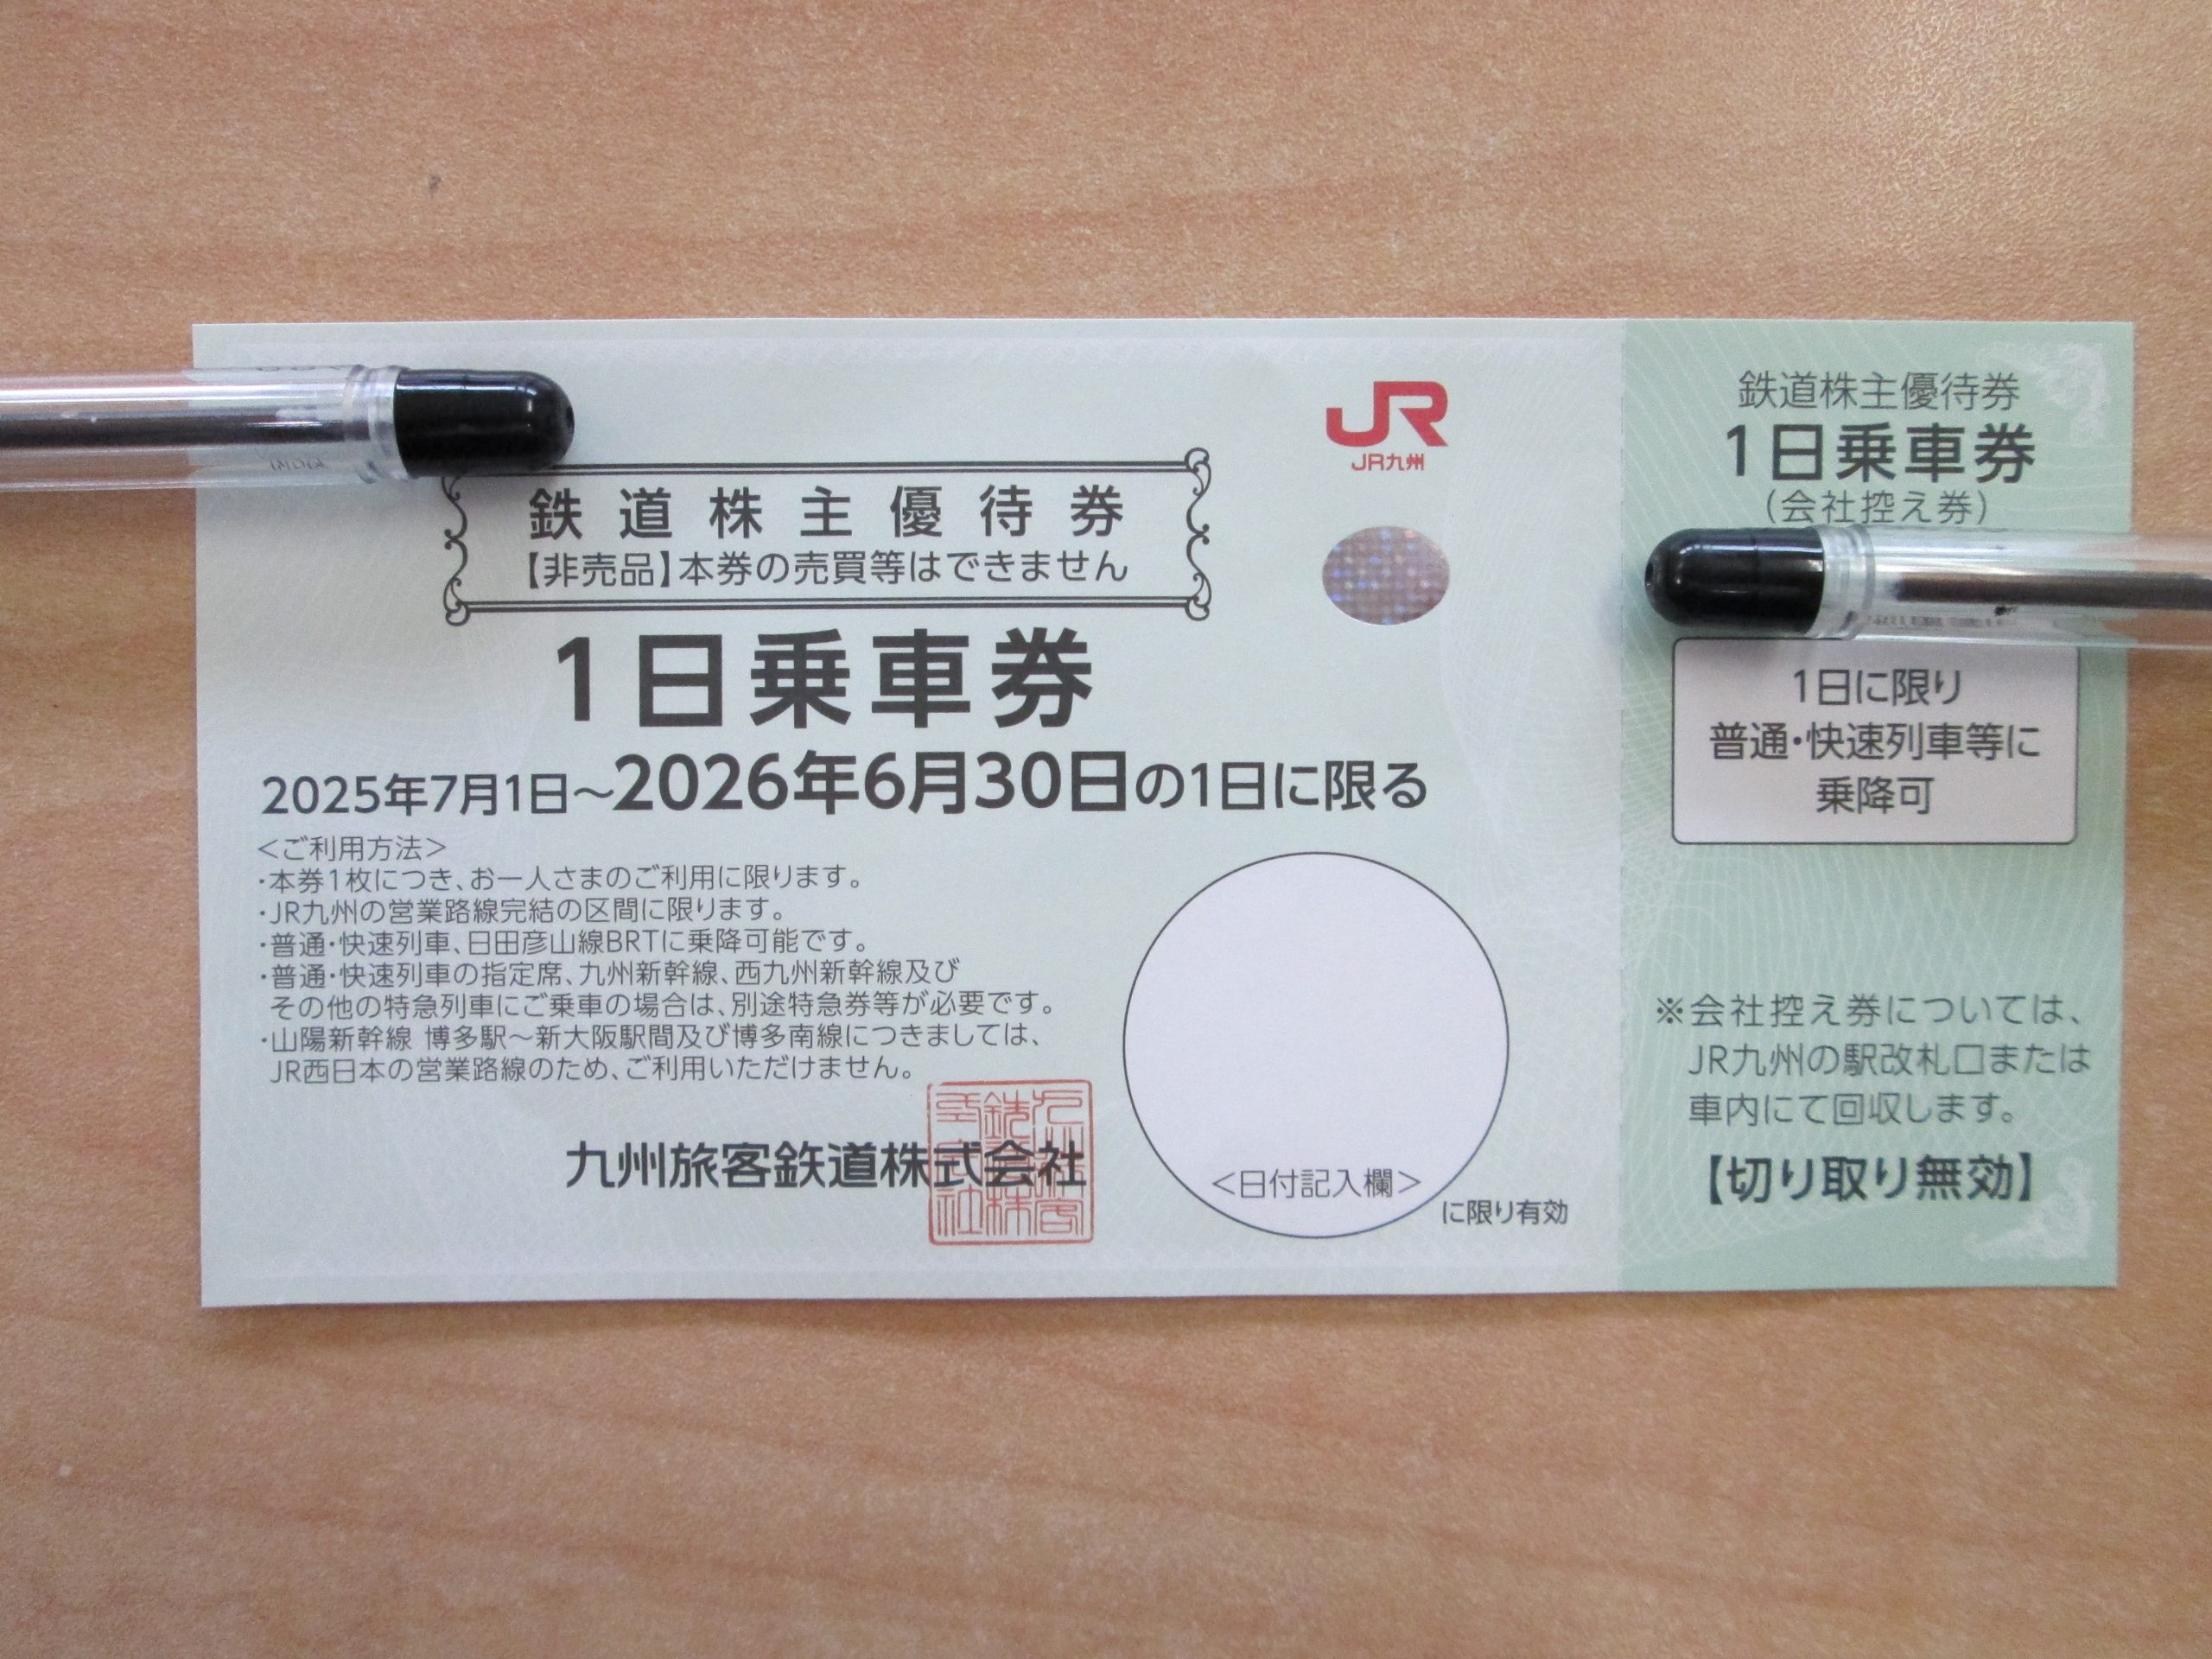 JR
JR九州
鉄道株主優待券
【非売品】本券の売買等はできません
1日乗車券
2025年7月1日～2026年6月30日の1日に限る
＜ご利用方法＞
・本券1枚につき、お一人さまのご利用に限ります。
・JR九州の営業路線完結の区間に限ります。
・普通・快速列車、日田彦山線BRTに乗降可能です。
・普通・快速列車の指定席、九州新幹線、西九州新幹線及び
その他の特急列車にご乗車の場合は、別途特急券等が必要です。
・山陽新幹線 博多駅～新大阪駅間及び博多南線につきましては、
JR西日本の営業路線のため、ご利用いただけません。
九州旅客鉄道株式会社
＜日付記入欄＞
に限り有効
鉄道株主優待券
1日乗車券
（会社控え券）
1日に限り
普通・快速列車等に
乗降可
※会社控え券については、
JR九州の駅改札口または
車内にて回収します。
【切り取り無効】